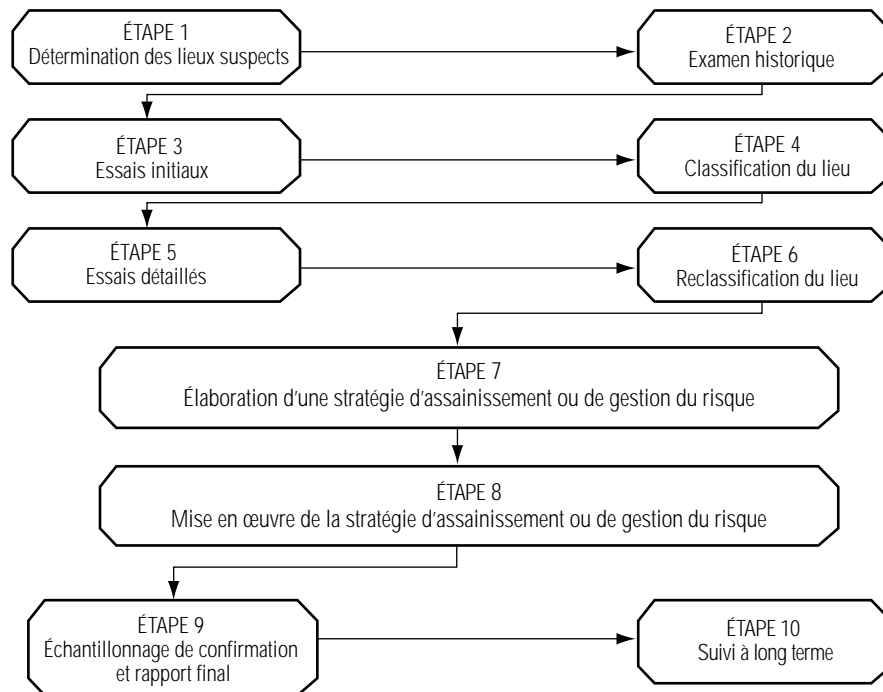 ÉTAPE 1
Détermination des lieux suspects
ÉTAPE 2
Examen historique
ÉTAPE 3
Essais initiaux
ÉTAPE 4
Classification du lieu
ÉTAPE 5
Essais détaillés
ÉTAPE 6
Reclassification du lieu
ÉTAPE 7
Élaboration d'une stratégie d'assainissement ou de gestion du risque
ÉTAPE 8
Mise en œuvre de la stratégie d'assainissement ou de gestion du risque
ÉTAPE 9
Échantillonnage de confirmation
et rapport final
ÉTAPE 10
Suivi à long terme